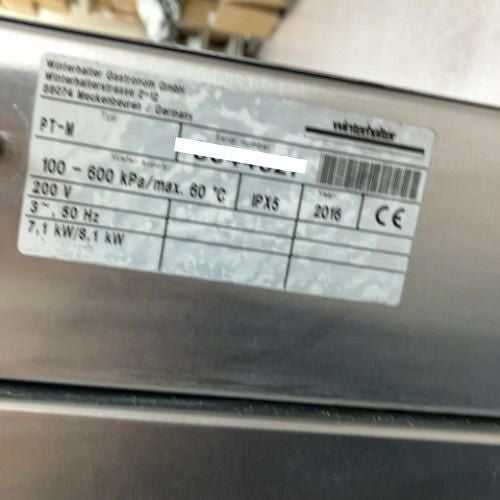 Winterhalter Gastronom GmbH
Winterhalterstrasse 2-12
88074 Meckenbeuren / Germany
winterhalter
Type
PT-M
100 - 600 kPa/max. 60 °C
IPX5
2016
CE
200 V
3~, 50 Hz
7,1 kW/8,1 kW